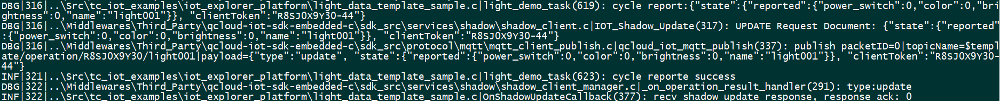 DBG|316|..\Src\tc_iot_examples\iot_explorer_platform\light_data_template_sample.c|light_demo_task(619): cycle report:{"state":{"reported":{"power_switch":0,"color":0,"bri
ghtness":0,"name":"light001"}}, "clientToken":"R8SJOX9Y30-44"}
DBG|316|..\Middlewares\Third_Party\qcloud-iot-sdk-embedded-c\sdk_src\services\shadow\shadow_client.c|IOT_Shadow_Update(317): UPDATE Request Document: {"state":{"reported"
:{"power_switch":0,"color":0,"brightness":0,"name":"light001"}}, "clientToken":"R8SJOX9Y30-44"}
DBG|316|..\Middlewares\Third_Party\qcloud-iot-sdk-embedded-c\sdk_src\protocol\mqtt\mqtt_client_publish.c|qcloud_iot_mqtt_publish(337): publish packetID=0|topicName=$templ
ate/operation/R8SJOX9Y30/light001|payload={"type":"update", "state":{"reported":{"power_switch":0,"color":0,"brightness":0,"name":"light001"}}, "clientToken":"R8SJOX9Y30-
44"}
INF|321|..\Src\tc_iot_examples\iot_explorer_platform\light_data_template_sample.c|light_demo_task(623): cycle reporte success
DBG|322|..\Middlewares\Third_Party\qcloud-iot-sdk-embedded-c\sdk_src\services\shadow\shadow_client_manager.c|_on_operation_result_handler(291): type:update
INF|322|..\Src\tc_iot_examples\iot_explorer_platform\light_data_template_sample.c|OnShadowUpdateCallback(377): recv shadow update response, response ack: 0